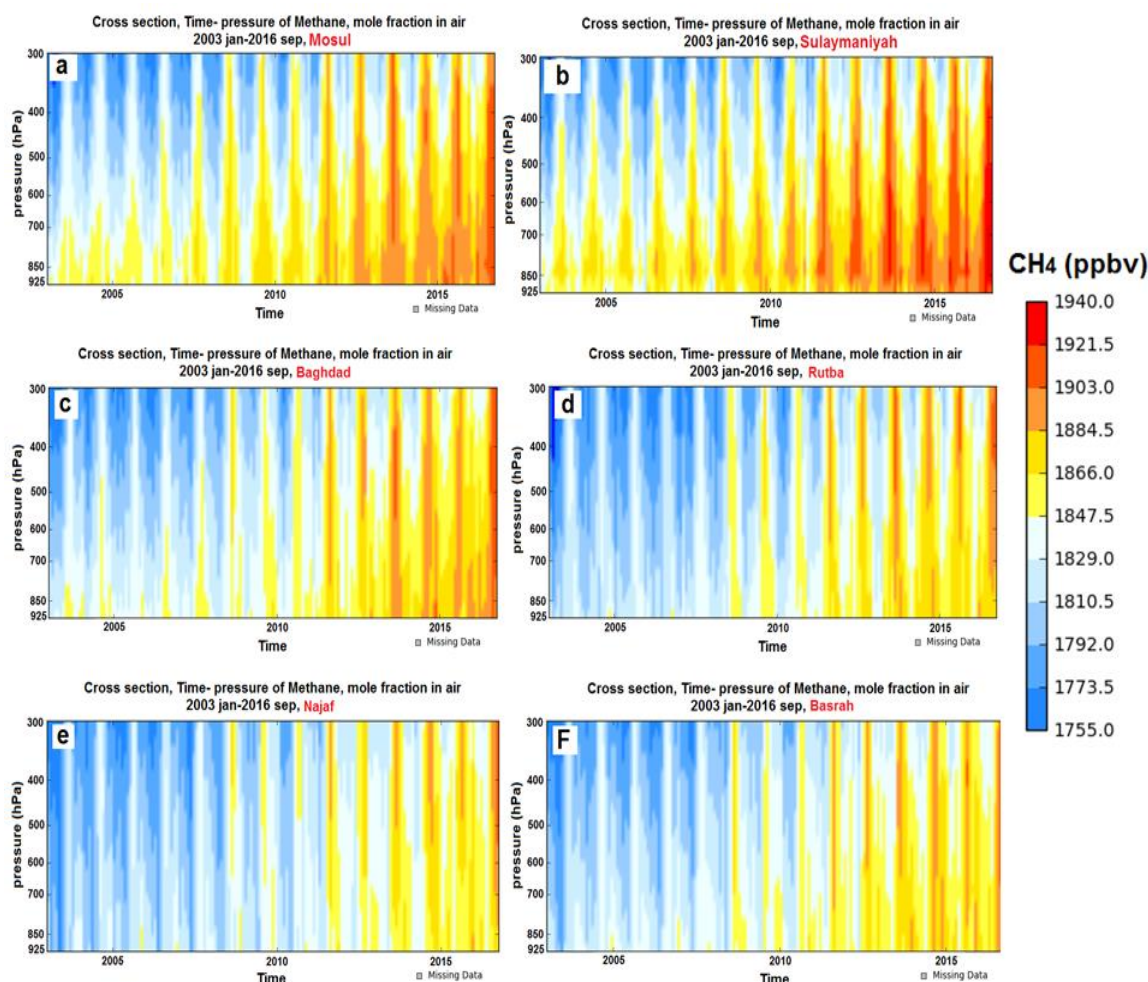 Cross section, Time- pressure of Methane, mole fraction in air
2003 jan-2016 sep, Mosul
a
300
400
500
600
700
850
925
pressure (hPa)
2005
2010
2015
Time
Missing Data
Cross section, Time- pressure of Methane, mole fraction in air
2003 jan-2016 sep, Sulaymaniyah
b
300
400
500
600
700
850
925
pressure (hPa)
2005
2010
2015
Time
Missing Data
Cross section, Time- pressure of Methane, mole fraction in air
2003 jan-2016 sep, Baghdad
c
300
400
500
600
700
850
925
pressure (hPa)
2005
2010
2015
Time
Missing Data
Cross section, Time- pressure of Methane, mole fraction in air
2003 jan-2016 sep, Rutba
d
300
400
500
600
700
850
925
pressure (hPa)
2005
2010
2015
Time
Missing Data
Cross section, Time- pressure of Methane, mole fraction in air
2003 jan-2016 sep, Najaf
e
300
400
500
600
700
850
925
pressure (hPa)
2005
2010
2015
Time
Missing Data
Cross section, Time- pressure of Methane, mole fraction in air
2003 jan-2016 sep, Basrah
F
300
400
500
600
700
850
925
pressure (hPa)
2005
2010
2015
Time
Missing Data
CH4 (ppbv)
1940.0
1921.5
1903.0
1884.5
1866.0
1847.5
1829.0
1810.5
1792.0
1773.5
1755.0